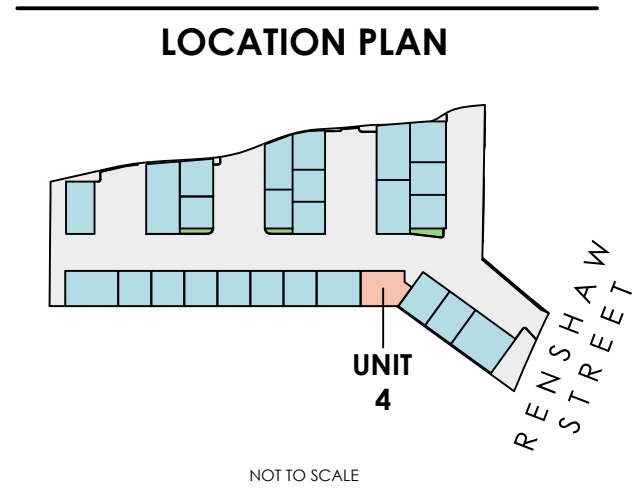 LOCATION PLAN
UNIT
4
RENSHAW
STREET
NOT TO SCALE